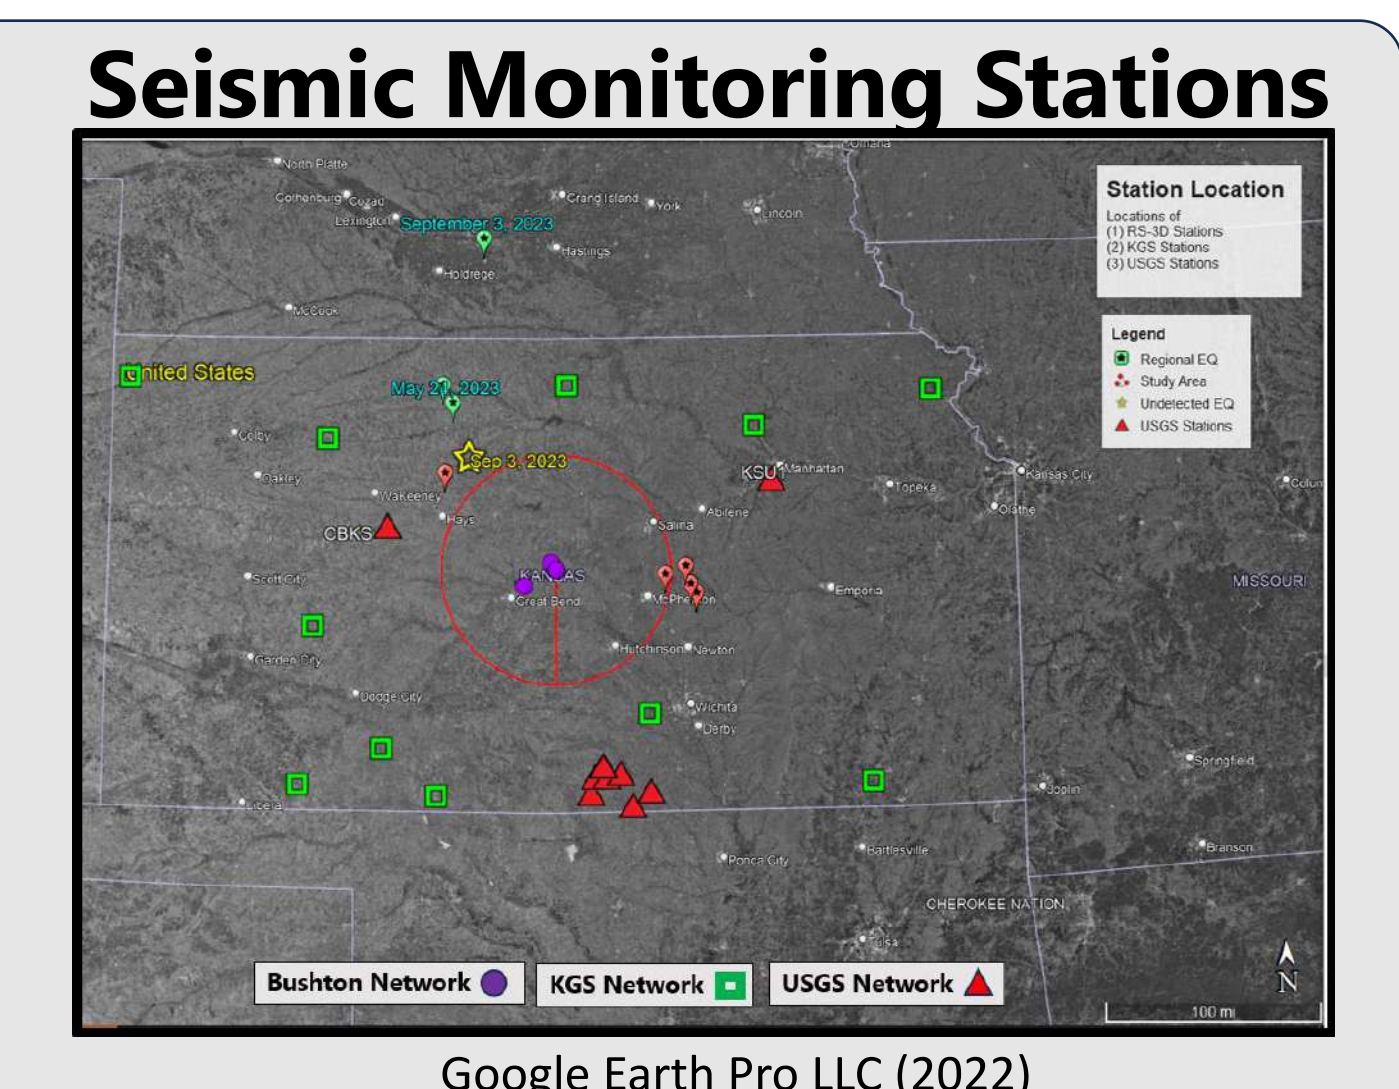 Seismic Monitoring Stations
Omaha
North Platte
Gothenburg
Cozad
Lexington
September 3, 2023
Grand Island
York
Lincoln
Hastings
Holdrege
McCook
Station Location
Locations of
(1) RS-3D Stations
(2) KGS Stations
(3) USGS Stations
Legend
Regional EQ
Study Area
Undetected EQ
USGS Stations
United States
May 21, 2023
Colby
Sep 3, 2023
Oakley
WaKeeney
Hays
CBKS
KSU1
Manhattan
Topeka
Kansas City
Olathe
Colum
Abilene
Salina
Scott City
KANSAS
Great Bend
McPherson
Emporia
MISSOURI
Garden City
Hutchinson
Newton
Dodge City
Wichita
Derby
Springfield
Joplin
Liberal
Ponca City
Bartlesville
Branson
CHEROKEE NATION
Tulsa
N
100 mi
Bushton Network
KGS Network
USGS Network
Google Earth Pro LLC (2022)